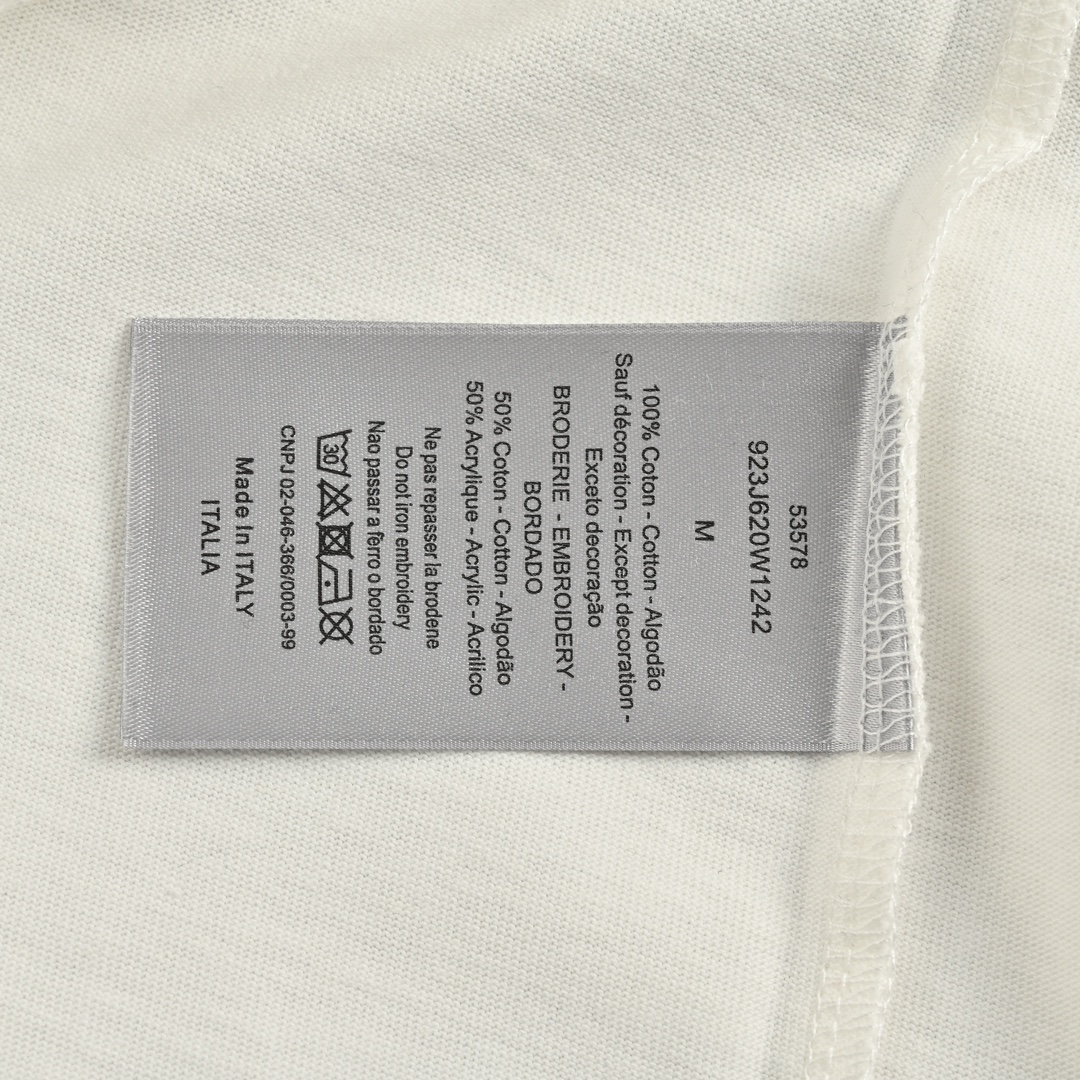 53578
923J620W1242
M
100% Coton - Cotton - Algodão
Sauf décoration - Except decoration -
Exceto decoração
BRODERIE - EMBROIDERY -
BORDADO
50% Coton - Cotton - Algodão
50% Acrylique - Acrylic - Acrilico
Ne pas repasser la brodene
Do not iron embroidery
Nao passar a ferro o bordado
30
CNPJ 02-046-366/0003-99
Made In ITALY
ITALIA